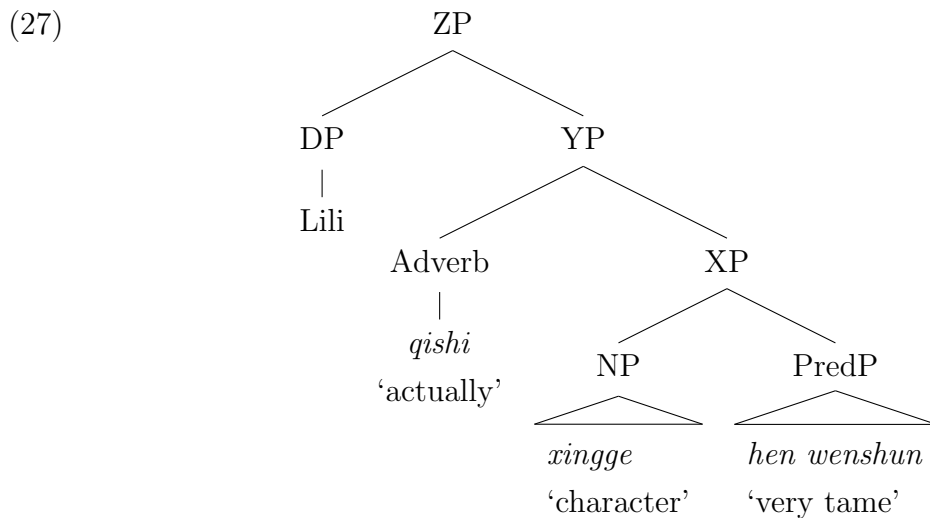 (27)
ZP
DP YP
Lili
Adverb XP
qishi
‘actually’
NP PredP
xingge hen wenshun
‘character’ ‘very tame’